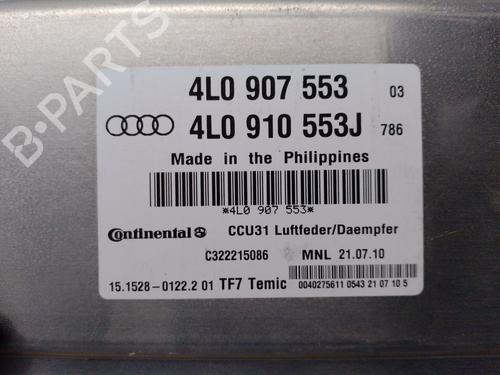 4L0 907 553 03
4L0 910 553J 786
Made in the Philippines
*4L0 907 553*
Continental CCU31 Luftfeder/Daempfer
C322215086 MNL 21.07.10
15.1528-0122.2 01 TF7 Temic 0040275611 0543 21 07 10 5
B-PARTS